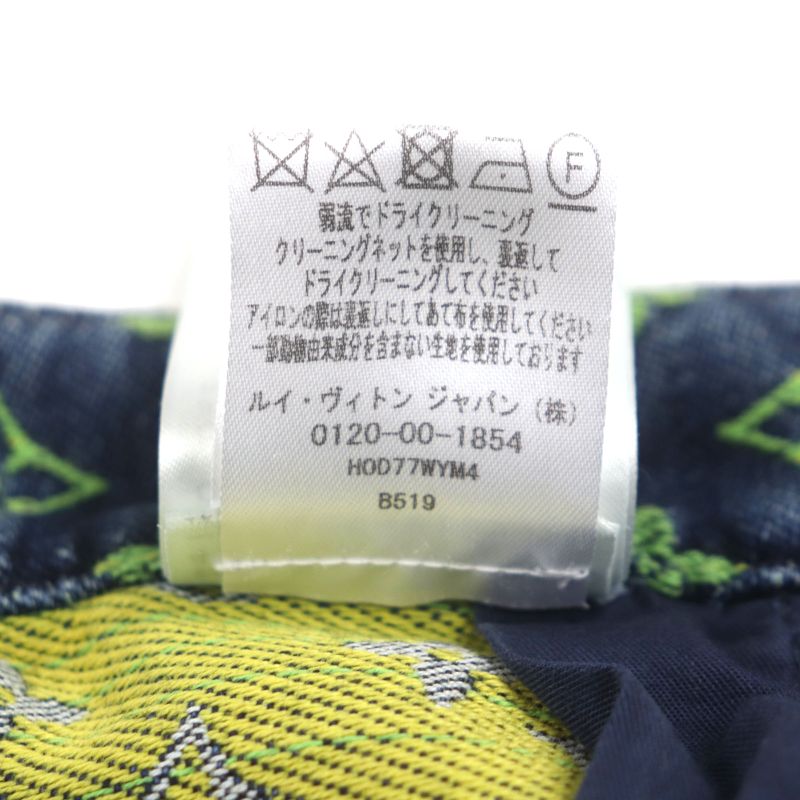 F
弱流でドライクリーニング
クリーニングネットを使用し、裏返して
ドライクリーニングしてください
アイロンの際は裏返しにしてあて布を使用してください
一部動物由来成分を含まない生地を使用しております
ルイ・ヴィトン ジャパン (株)
0120-00-1854
HOD77WYM4
B519